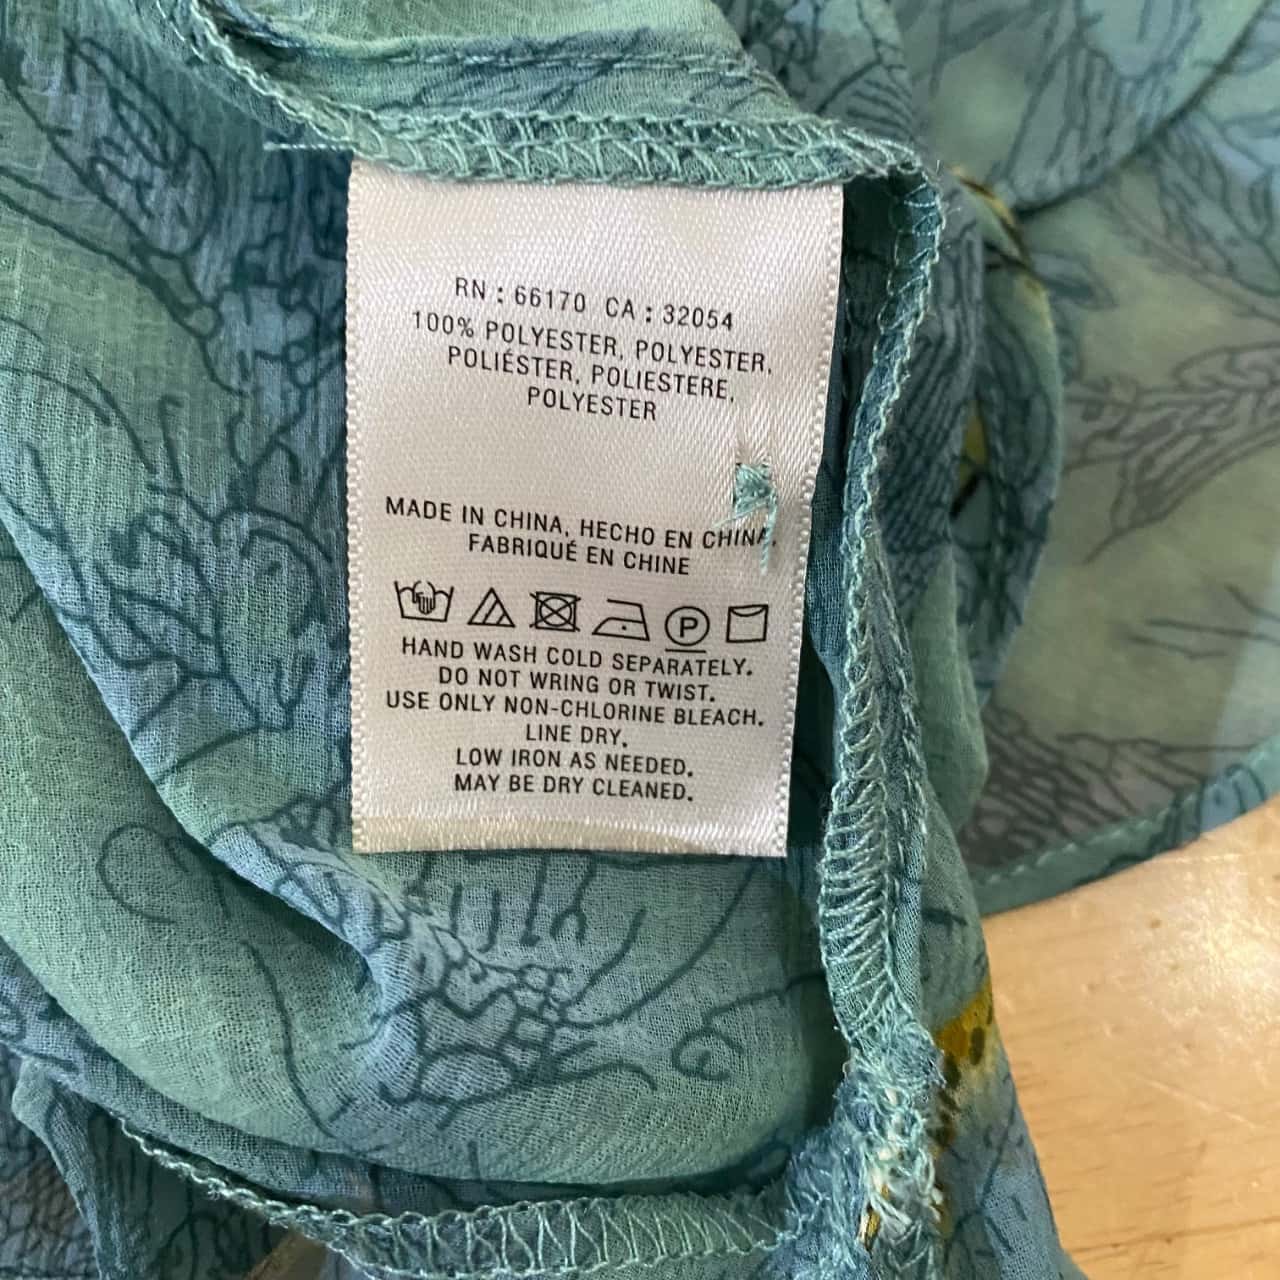 RN : 66170 CA : 32054
100% POLYESTER, POLYESTER,
POLIÉSTER, POLIESTERE,
POLYESTER
MADE IN CHINA, HECHO EN CHINA,
FABRIQUÉ EN CHINE
P
HAND WASH COLD SEPARATELY.
DO NOT WRING OR TWIST.
USE ONLY NON-CHLORINE BLEACH.
LINE DRY.
LOW IRON AS NEEDED.
MAY BE DRY CLEANED.